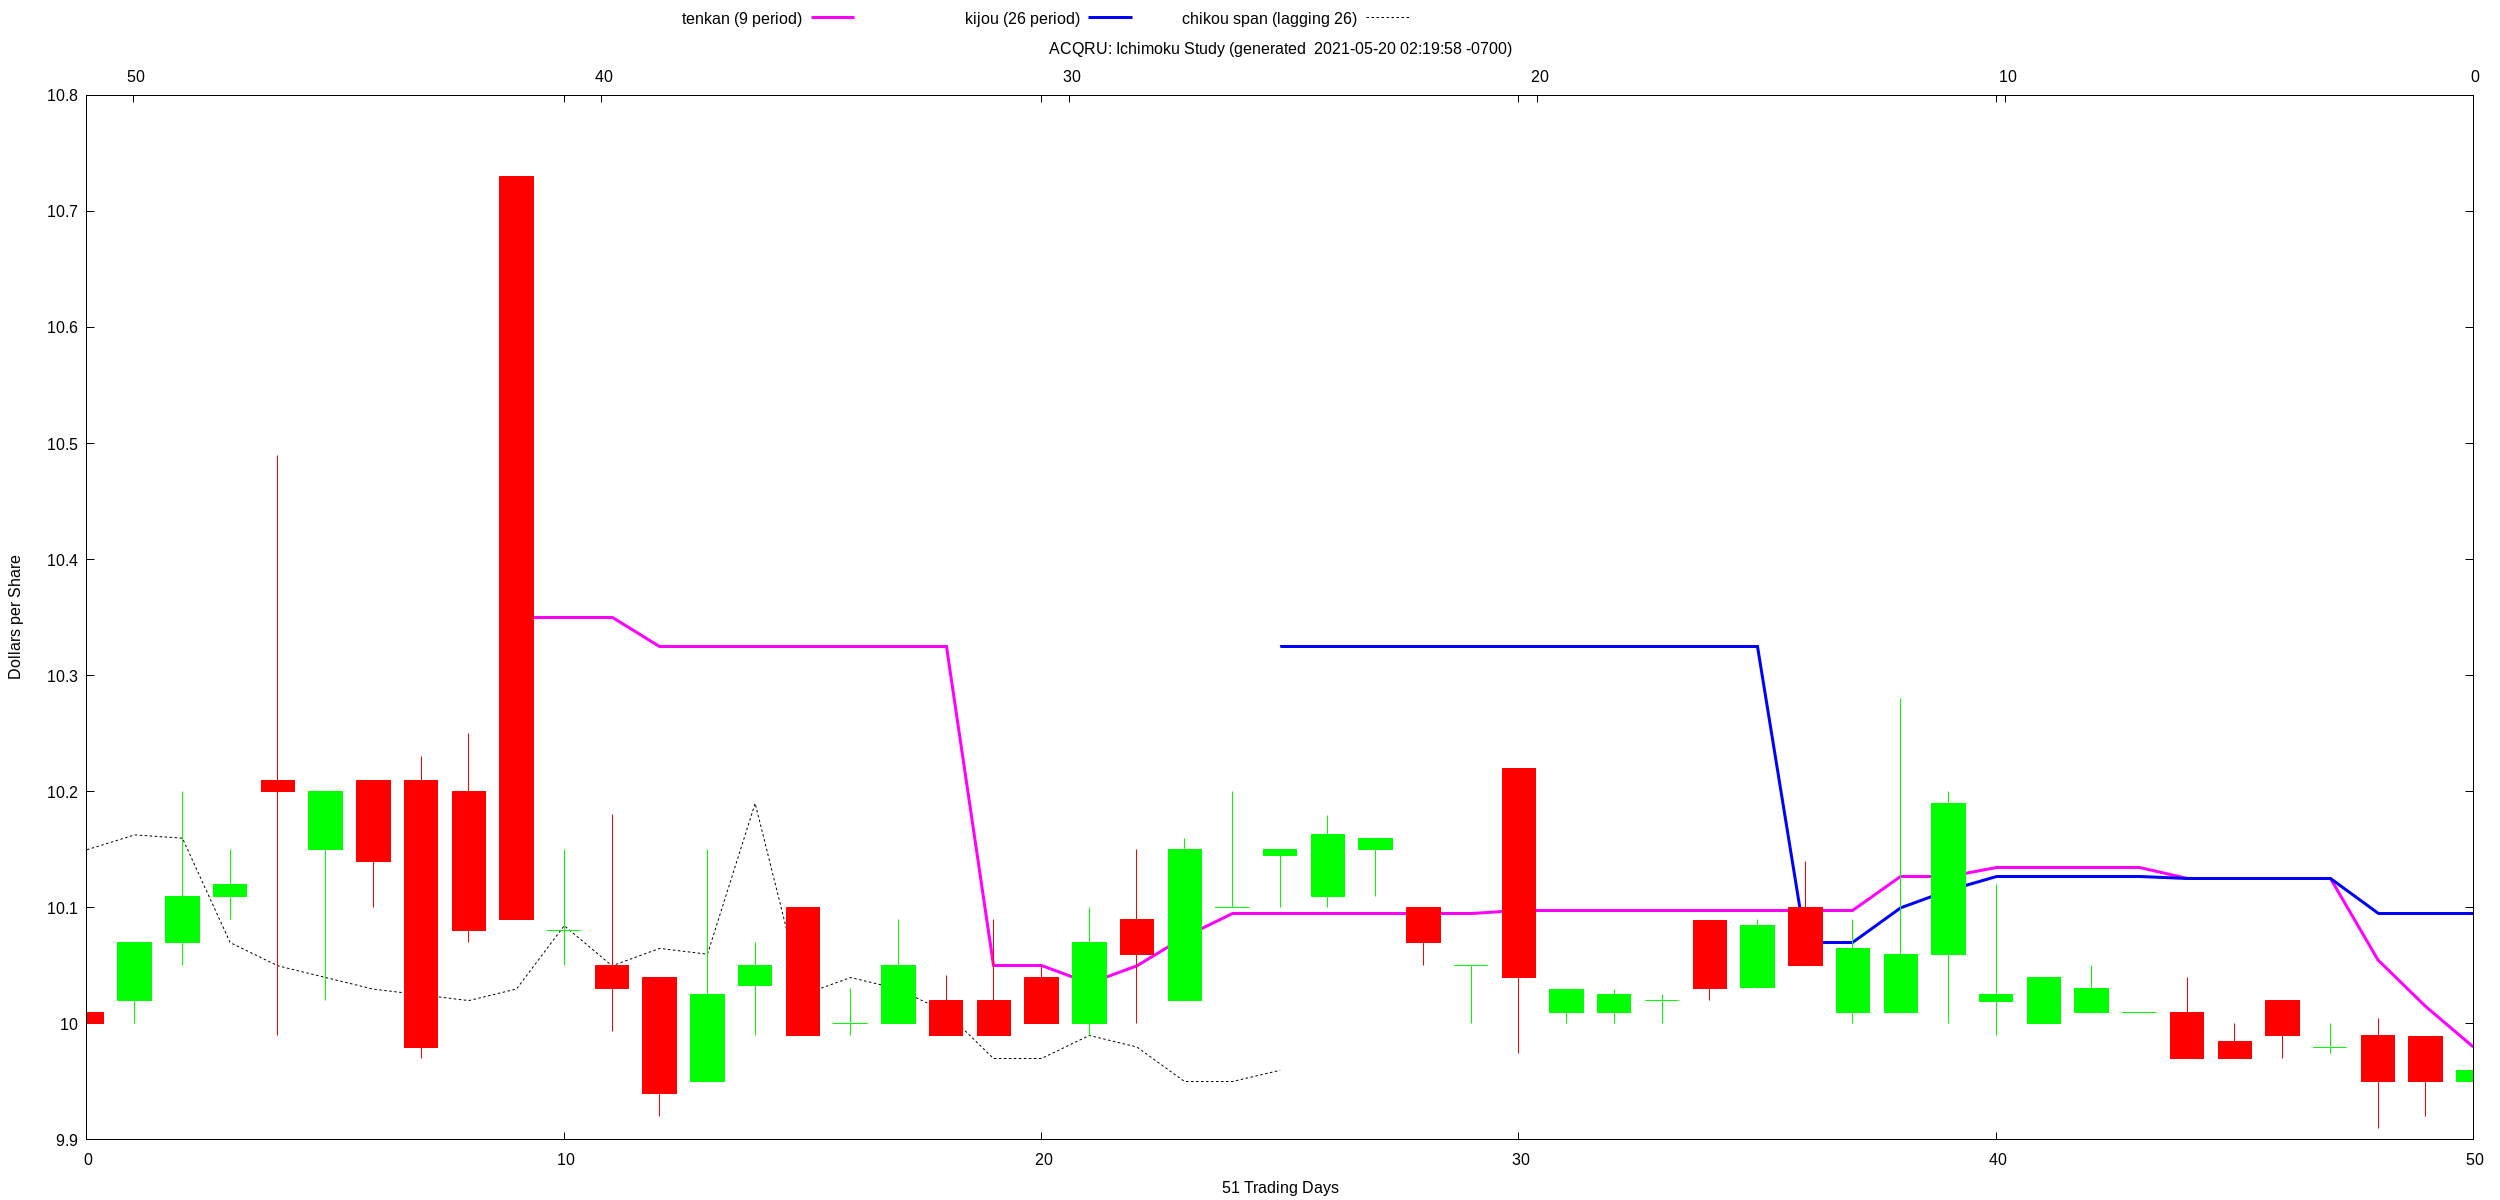 tenkan (9 period) kijou (26 period) chikou span (lagging 26)
ACQRU: Ichimoku Study (generated  2021-05-20 02:19:58 -0700)
50 40 30 20 10 0
10.8
10.7
10.6
10.5
10.4
10.3
10.2
10.1
10
9.9
Dollars per Share
0 10 20 30 40 50
51 Trading Days